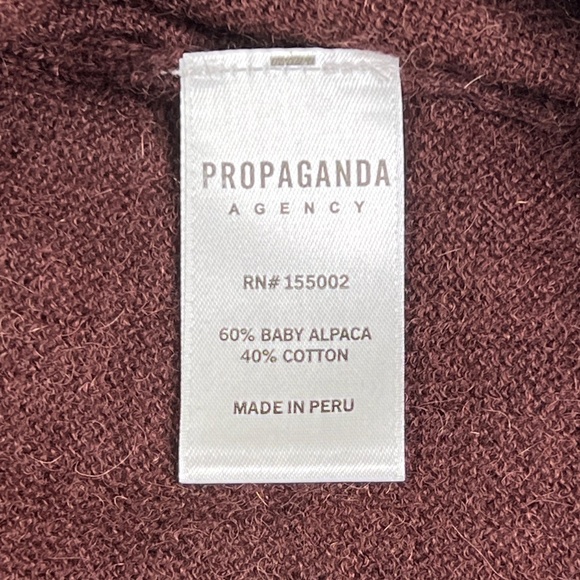 PROPAGANDA
AGENCY
RN# 155002
60% BABY ALPACA
40% COTTON
MADE IN PERU